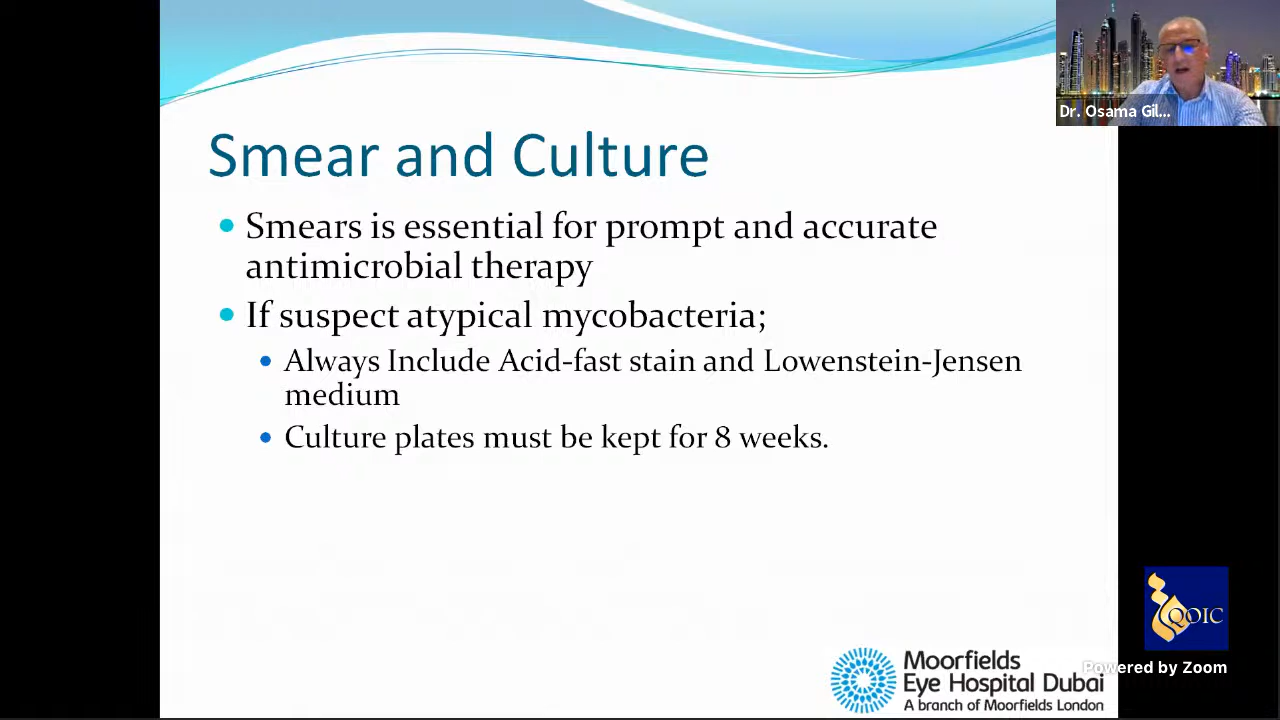 Dr. Osama Gil...
Smear and Culture
Smears is essential for prompt and accurate
antimicrobial therapy
If suspect atypical mycobacteria;
Always Include Acid-fast stain and Lowenstein-Jensen
medium
Culture plates must be kept for 8 weeks.
QOIC
Powered by Zoom
Moorfields
Eye Hospital Dubai
A branch of Moorfields London